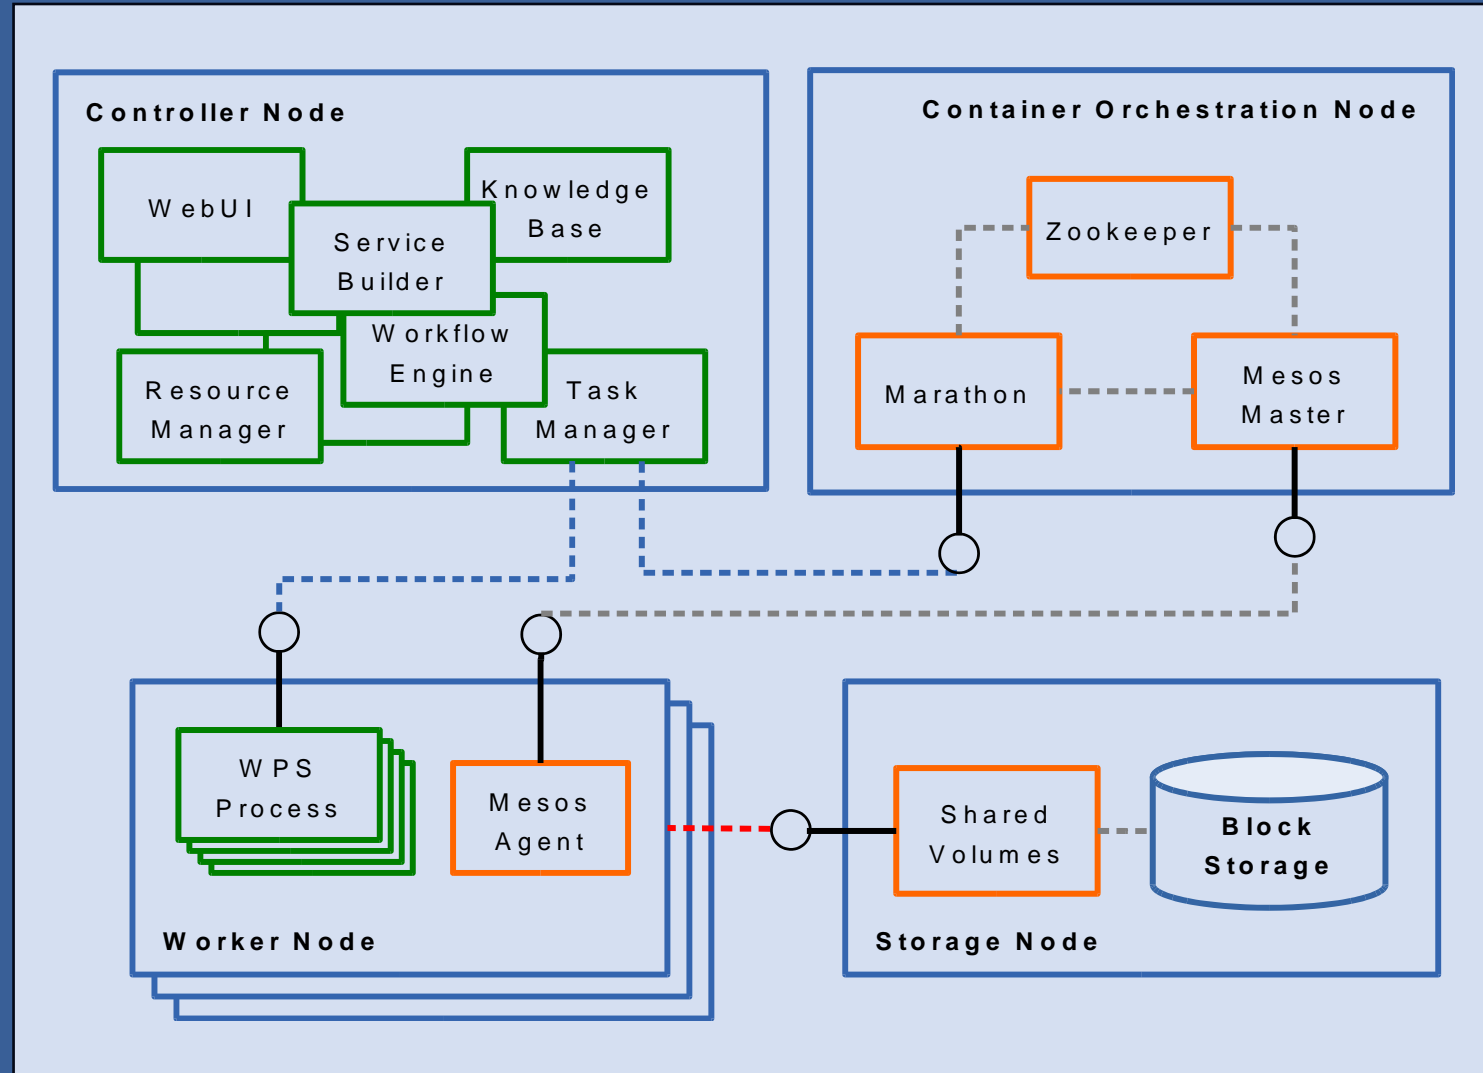 Controller Node
WebUI
Knowledge
Base
Service
Builder
Workflow
Engine
Resource
Manager
Task
Manager
Container Orchestration Node
Zookeeper
Marathon
Mesos
Master
WPS
Process
Mesos
Agent
Worker Node
Shared
Volumes
Block
Storage
Storage Node